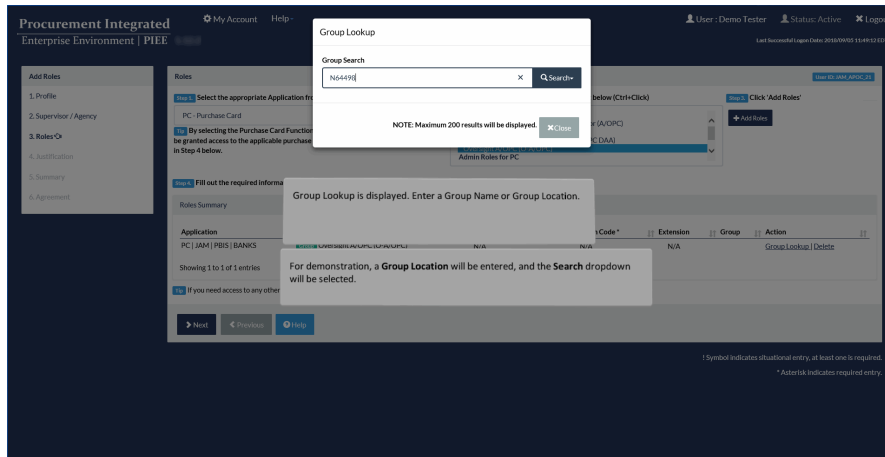 Procurement Integrated
Enterprise Environment | PIEE
My Account
Help
User : Demo Tester
Status: Active
Logou
Last Successful Logon Date: 2018/09/05 11:49:12 ED
Group Lookup
Group Search
N64498
× Search
NOTE: Maximum 200 results will be displayed.
Close
Add Roles
1. Profile
2. Supervisor / Agency
3. Roles
4. Justification
5. Summary
6. Agreement
Roles
User ID: JAM_APOC_21
Step 1. Select the appropriate Application fro
PC - Purchase Card
Tip By selecting the Purchase Card Function
be granted access to the applicable purchase
in Step 4 below.
below (Ctrl+Click)
or (A/OPC)
PC DAA)
Oversight A/OPC (O-A/OPC)
Admin Roles for PC
Step 3. Click 'Add Roles'
+ Add Roles
Step 4. Fill out the required informa
Roles Summary
Application
n Code *
Extension
Group
Action
PC | JAM | PBIS | BANKS
Oversight A/OPC (O-A/OPC)
N/A
N/A
N/A
Group Lookup | Delete
Showing 1 to 1 of 1 entries
Tip If you need access to any other
Group Lookup is displayed. Enter a Group Name or Group Location.
For demonstration, a Group Location will be entered, and the Search dropdown
will be selected.
Next
Previous
Help
! Symbol indicates situational entry, at least one is required.
* Asterisk indicates required entry.